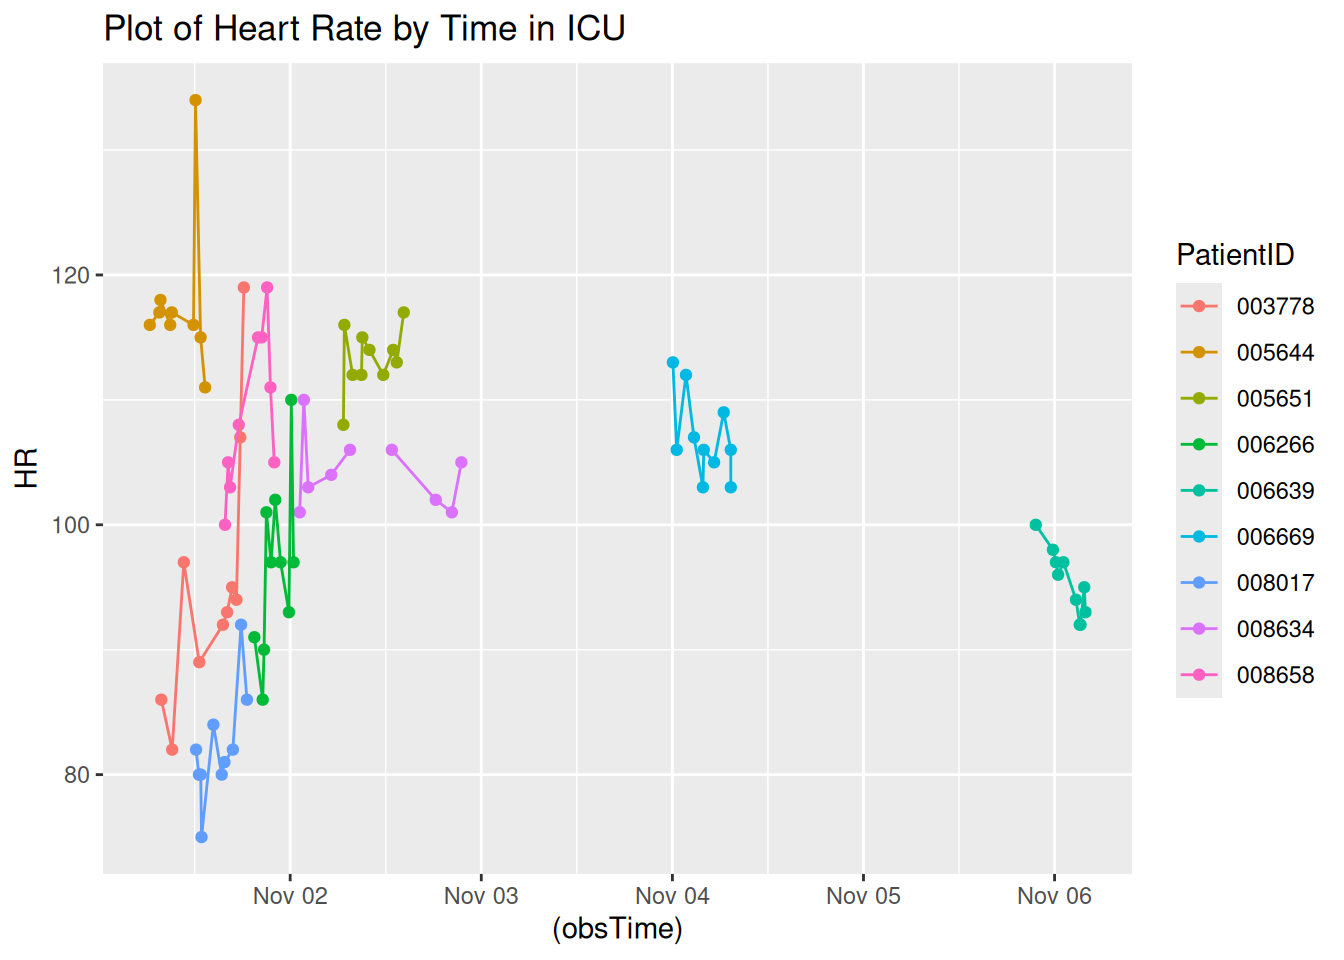 Plot of Heart Rate by Time in ICU
HR
120
100
80
Nov 02
Nov 03
Nov 04
Nov 05
Nov 06
(obsTime)
PatientID
003778
005644
005651
006266
006639
006669
008017
008634
008658